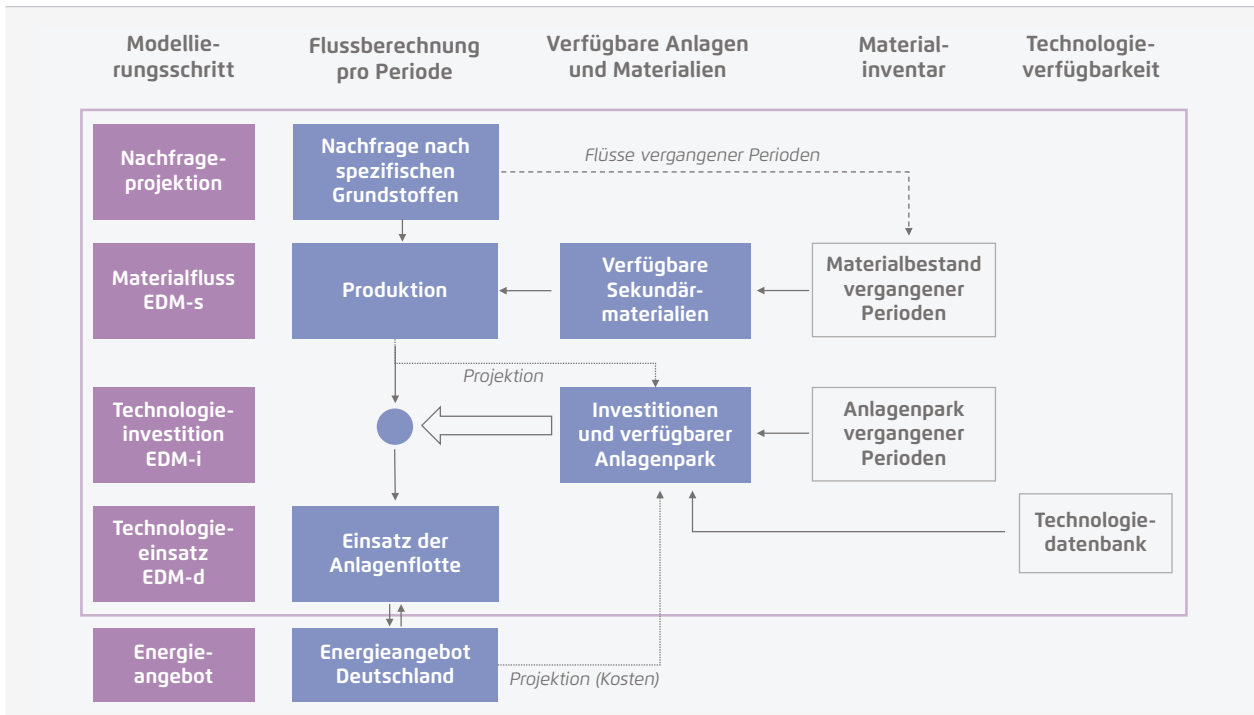 Modellie-
rungsschritt
Flussberechnung
pro Periode
Verfügbare Anlagen
und Materialien
Material-
inventar
Technologie-
verfügbarkeit
Nachfrage-
projektion
Nachfrage nach
spezifischen
Grundstoffen
Flüsse vergangener Perioden
Materialfluss
EDM-s
Produktion
Verfügbare
Sekundär-
materialien
Materialbestand
vergangener
Perioden
Projektion
Technologie-
investition
EDM-i
Investitionen
und verfügbarer
Anlagenpark
Anlagenpark
vergangener
Perioden
Technologie-
einsatz
EDM-d
Einsatz der
Anlagenflotte
Technologie-
datenbank
Energie-
angebot
Energieangebot
Deutschland
Projektion (Kosten)